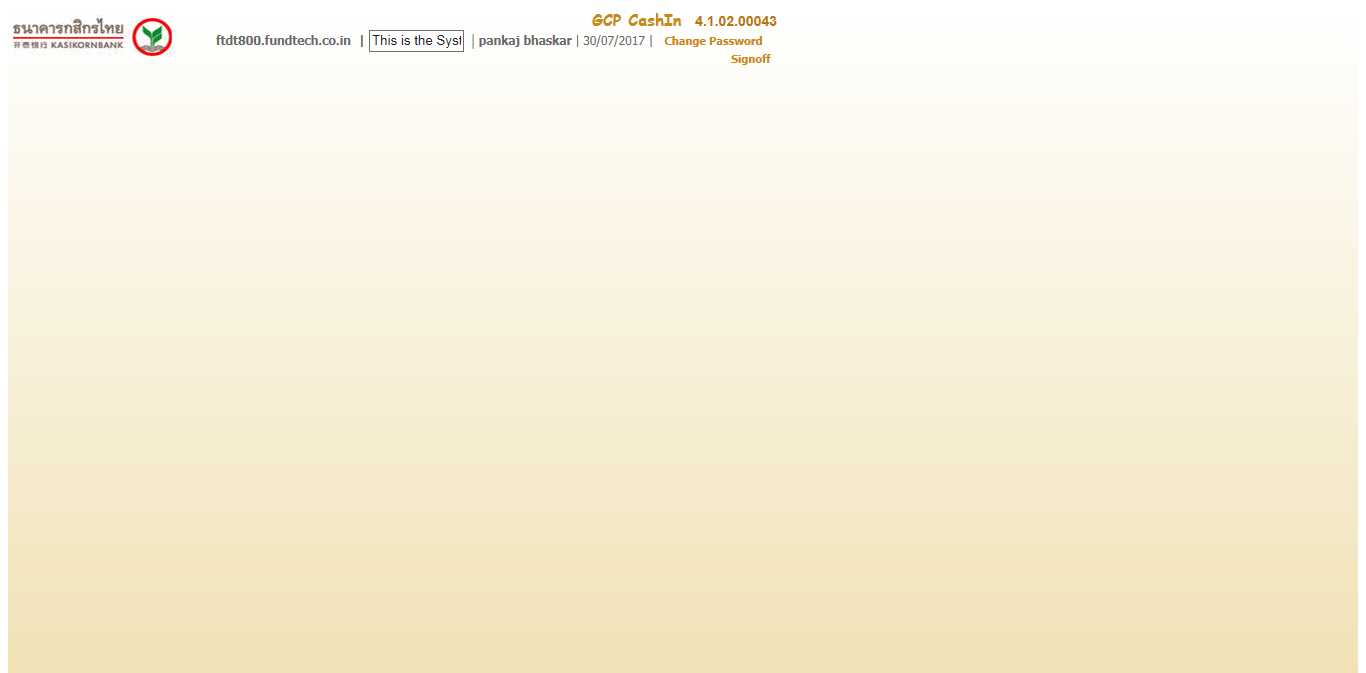 ธนาคารกสิกรไทย
开泰银行 KASIKORNBANK
GCP CashIn 4.1.02.00043
ftdt800.fundtech.co.in | This is the Syst | pankaj bhaskar | 30/07/2017 | Change Password
Signoff